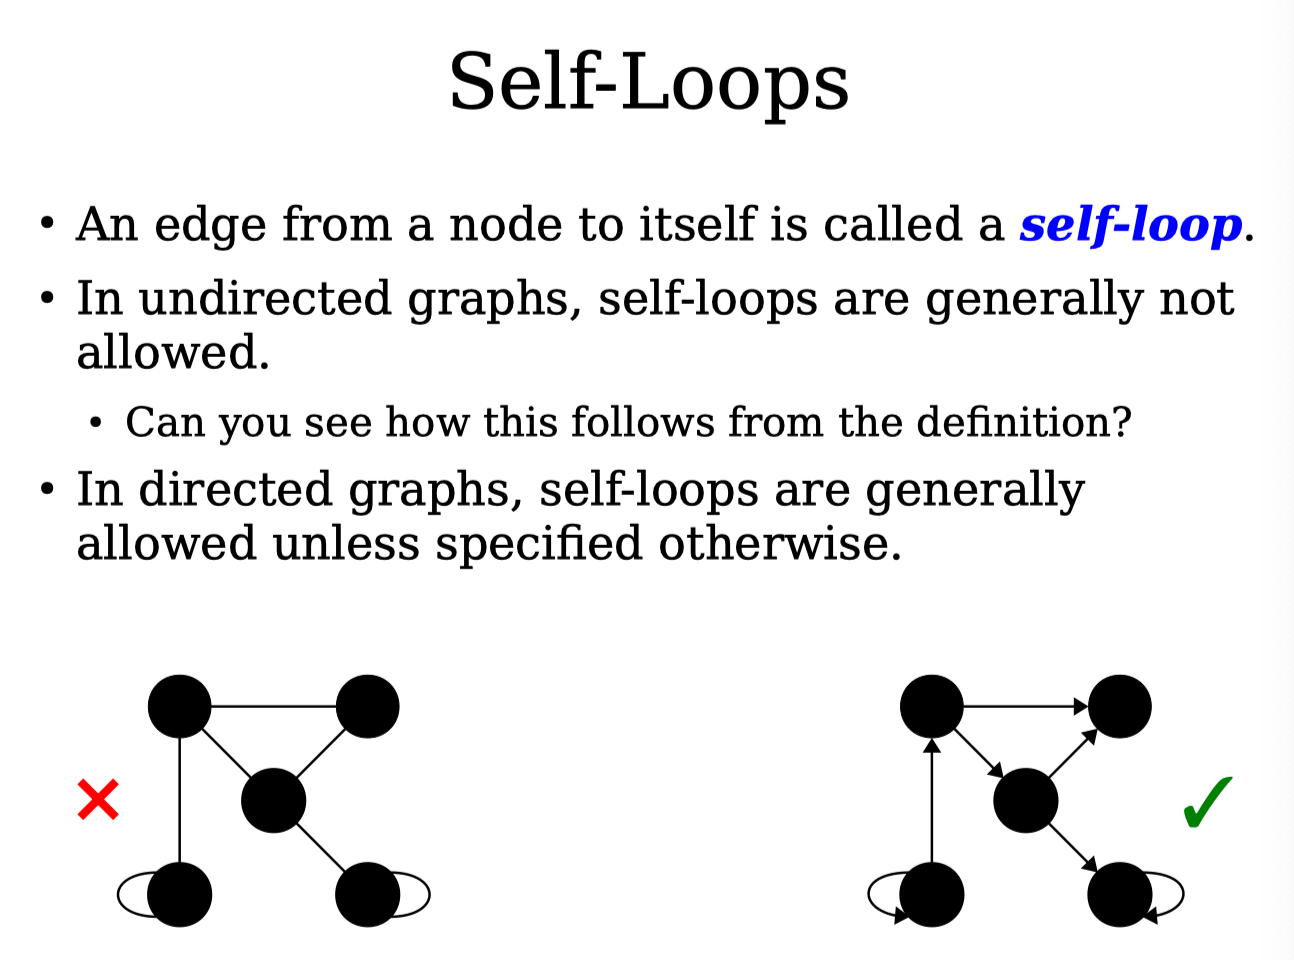 Self-Loops
• An edge from a node to itself is called a self-loop.
• In undirected graphs, self-loops are generally not
allowed.
• Can you see how this follows from the definition?
• In directed graphs, self-loops are generally
allowed unless specified otherwise.